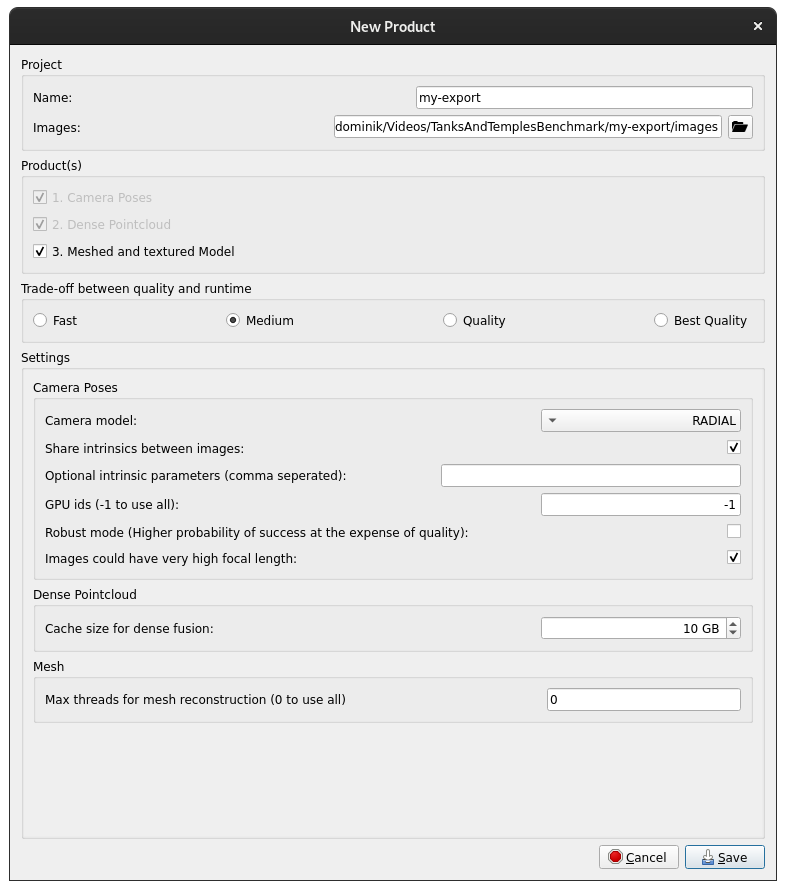 New Product
Project
Name: my-export
Images: dominik/Videos/TanksAndTemplesBenchmark/my-export/images
Product(s)
1. Camera Poses
2. Dense Pointcloud
3. Meshed and textured Model
Trade-off between quality and runtime
Fast Medium Quality Best Quality
Settings
Camera Poses
Camera model: RADIAL
Share intrinsics between images:
Optional intrinsic parameters (comma seperated):
GPU ids (-1 to use all): -1
Robust mode (Higher probability of success at the expense of quality):
Images could have very high focal length:
Dense Pointcloud
Cache size for dense fusion: 10 GB
Mesh
Max threads for mesh reconstruction (0 to use all) 0
Cancel Save